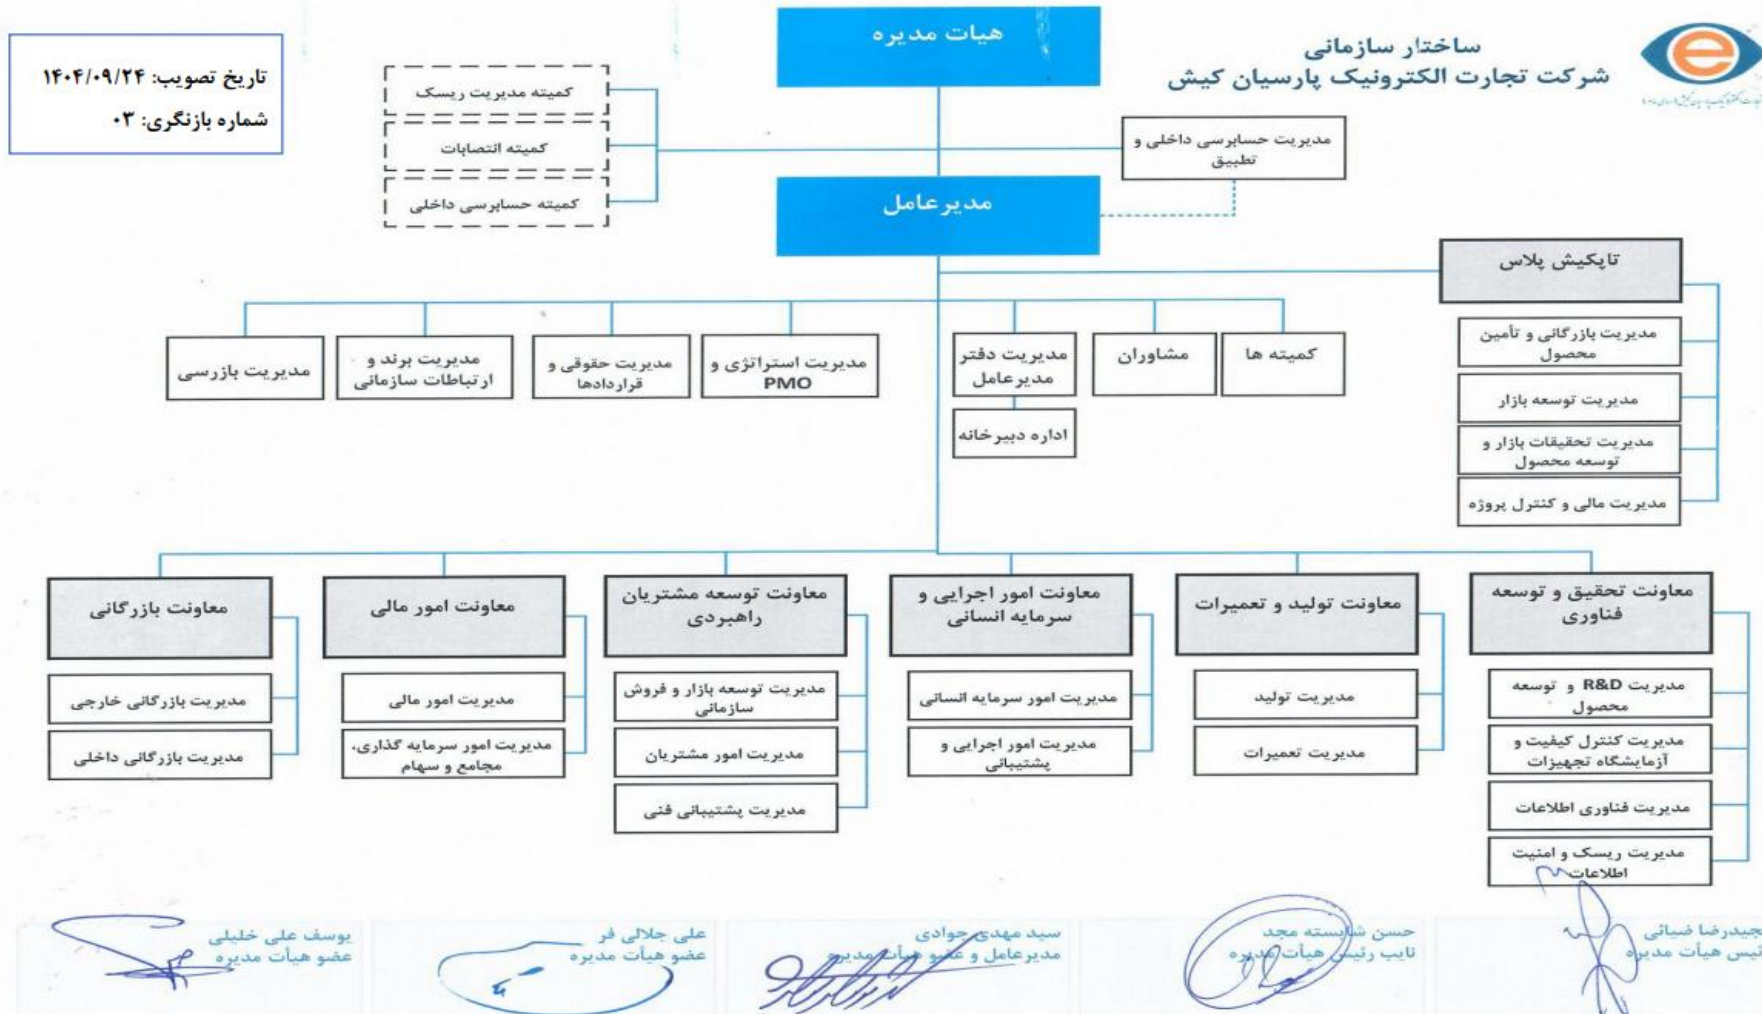 ساختار سازمانی
شرکت تجارت الکترونیک پارسیان کیش
تاریخ تصویب: ۱۴۰۴/۰۹/۲۴
شماره بازنگری: ۰۳
هیات مدیره
کمیته مدیریت ریسک
کمیته انتصابات
کمیته حسابرسی داخلی
مدیریت حسابرسی داخلی و
تطبیق
مدیرعامل
تاپکیش پلاس
مدیریت بازرگانی و تأمین
محصول
مدیریت توسعه بازار
مدیریت تحقیقات بازار و
توسعه محصول
مدیریت مالی و کنترل پروژه
کمیته ها
مشاوران
مدیریت دفتر
مدیرعامل
اداره دبیرخانه
مدیریت استراتژی و
PMO
مدیریت حقوقی و
قراردادها
مدیریت برند و
ارتباطات سازمانی
مدیریت بازرسی
معاونت تحقیق و توسعه
فناوری
مدیریت R&D و توسعه
محصول
مدیریت کنترل کیفیت و
آزمایشگاه تجهیزات
مدیریت فناوری اطلاعات
مدیریت ریسک و امنیت
اطلاعات
معاونت تولید و تعمیرات
مدیریت تولید
مدیریت تعمیرات
معاونت امور اجرایی و
سرمایه انسانی
مدیریت امور سرمایه انسانی
مدیریت امور اجرایی و
پشتیبانی
معاونت توسعه مشتریان
راهبردی
مدیریت توسعه بازار و فروش
سازمانی
مدیریت امور مشتریان
مدیریت پشتیبانی فنی
معاونت امور مالی
مدیریت امور مالی
مدیریت امور سرمایه گذاری،
مجامع و سهام
معاونت بازرگانی
مدیریت بازرگانی خارجی
مدیریت بازرگانی داخلی
جیدرضا ضیائی
ئیس هیأت مدیره
حسن شایسته مجد
نایب رئیس هیأت مدیره
سید مهدی جوادی
مدیرعامل و عضو هیأت مدیره
علی جلالی فر
عضو هیأت مدیره
یوسف علی خلیلی
عضو هیأت مدیره